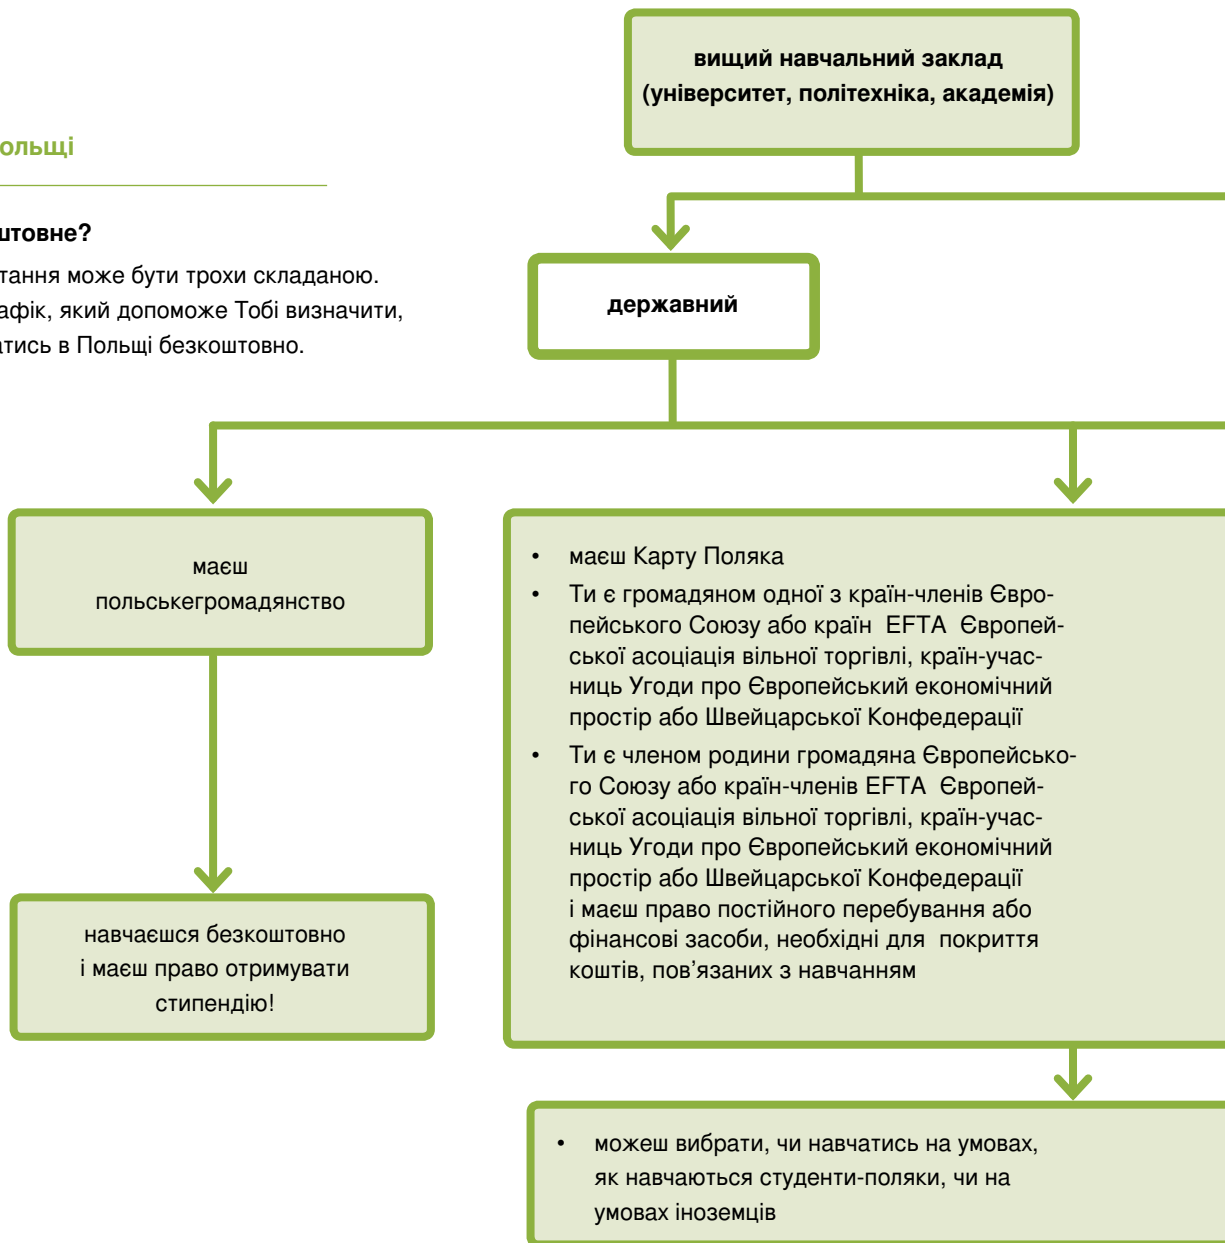 вищий навчальний заклад
(університет, політехніка, академія)
ольщі
штовне?
тання може бути трохи складаною.
афік, який допоможе Тобі визначити,
атись в Польщі безкоштовно.
державний
маєш
польськегромадянство
навчаєшся безкоштовно
і маєш право отримувати
стипендію!
• маєш Карту Поляка
• Ти є громадяном одної з країн-членів Євро-
пейського Союзу або країн EFTA Європей-
ської асоціація вільної торгівлі, країн-учас-
ниць Угоди про Європейський економічний
простір або Швейцарської Конфедерації
• Ти є членом родини громадяна Європейсько-
го Союзу або країн-членів EFTA Європей-
ської асоціація вільної торгівлі, країн-учас-
ниць Угоди про Європейський економічний
простір або Швейцарської Конфедерації
і маєш право постійного перебування або
фінансові засоби, необхідні для покриття
коштів, пов’язаних з навчанням
• можеш вибрати, чи навчатись на умовах,
як навчаються студенти-поляки, чи на
умовах іноземців